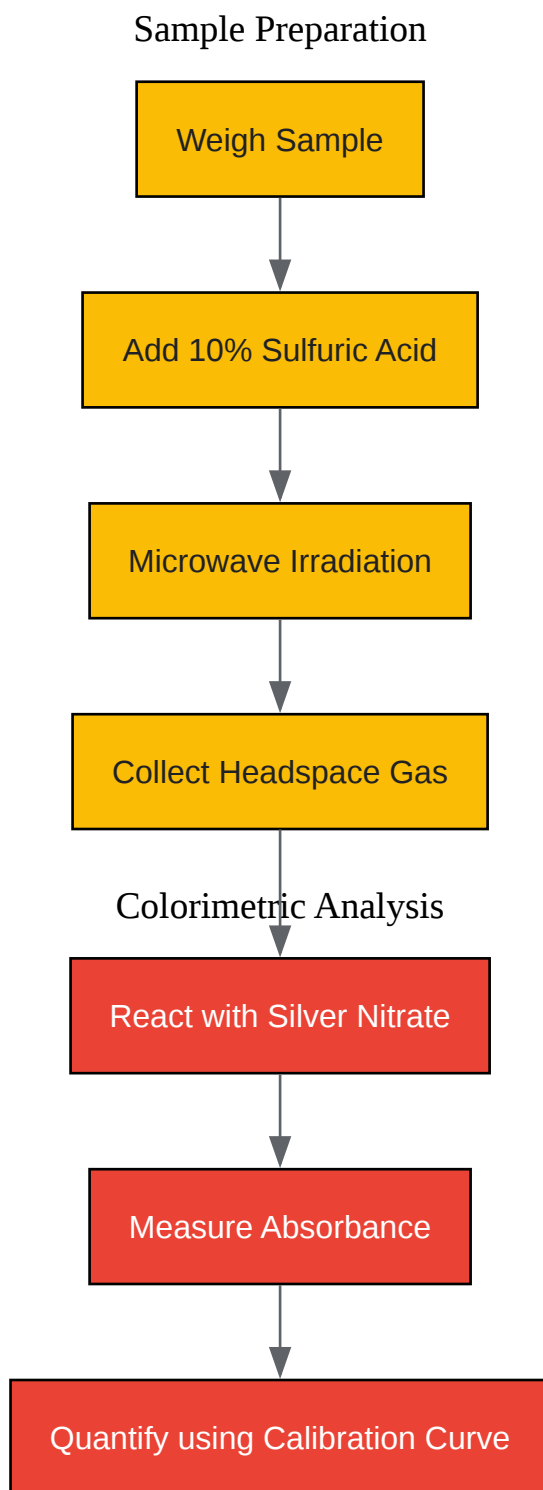 Sample Preparation
Weigh Sample
Add 10% Sulfuric Acid
Microwave Irradiation
Collect Headspace Gas
Colorimetric Analysis
React with Silver Nitrate
Measure Absorbance
Quantify using Calibration Curve